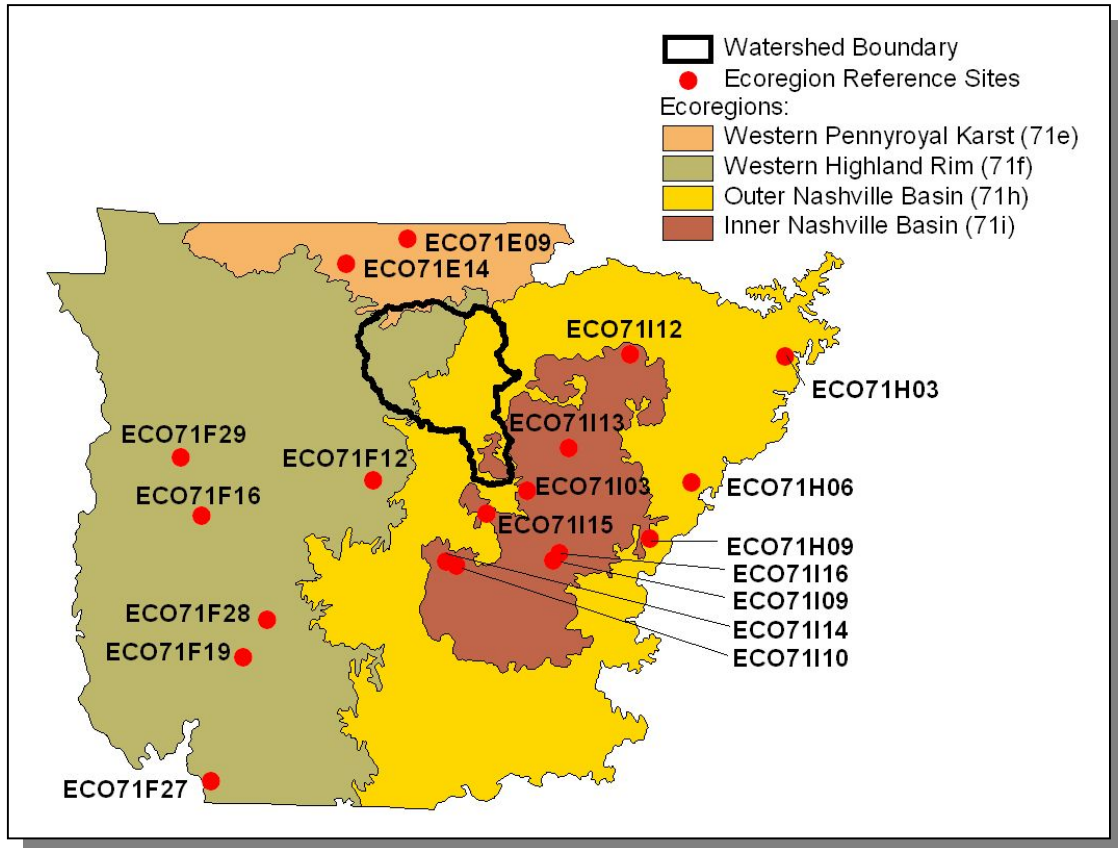 Watershed Boundary
Ecoregion Reference Sites
Ecoregions:
Western Pennyroyal Karst (71e)
Western Highland Rim (71f)
Outer Nashville Basin (71h)
Inner Nashville Basin (71i)
ECO71E09
ECO71E14
ECO71I12
ECO71H03
ECO71I13
ECO71F29
ECO71F12
ECO71F16
ECO71I03
ECO71H06
ECO71I15
ECO71H09
ECO71I16
ECO71I09
ECO71I14
ECO71I10
ECO71F28
ECO71F19
ECO71F27